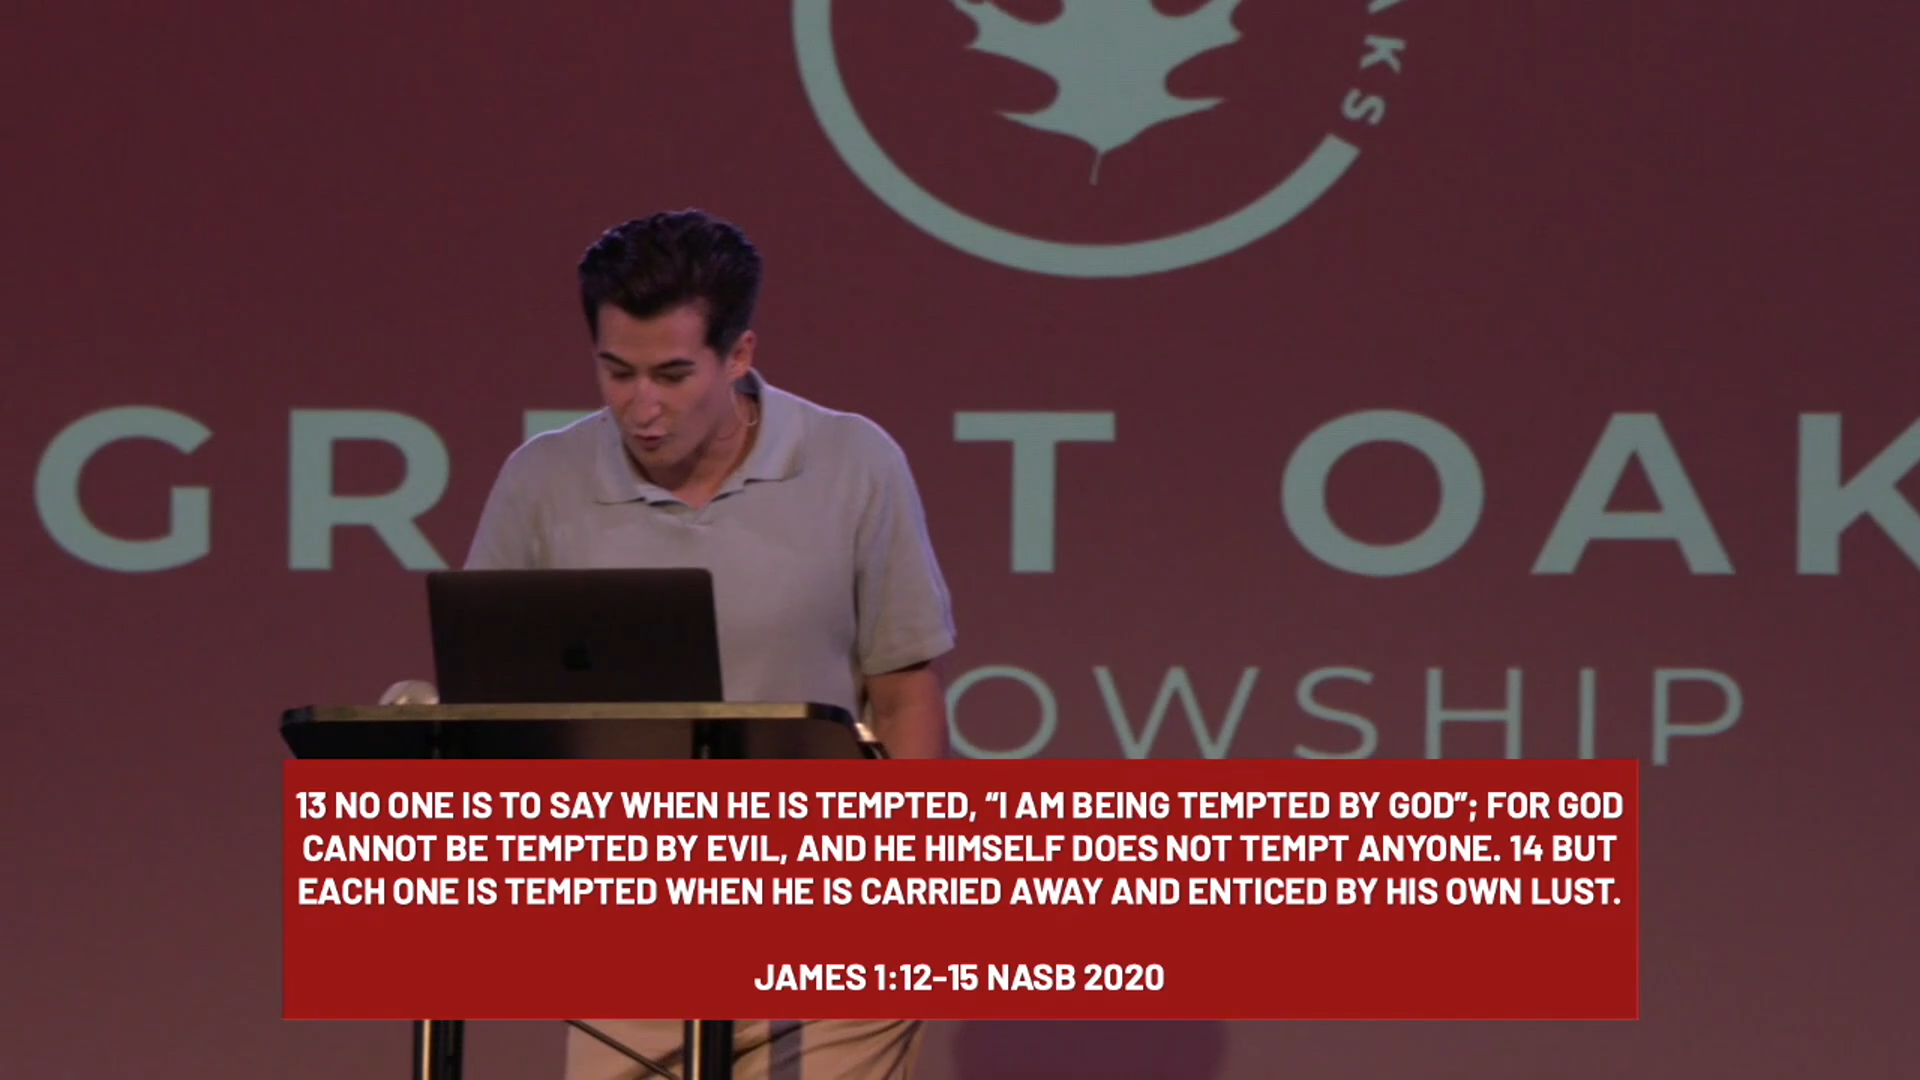 AKS
GR T OAK
OWSHIP
13 NO ONE IS TO SAY WHEN HE IS TEMPTED, “I AM BEING TEMPTED BY GOD”; FOR GOD
CANNOT BE TEMPTED BY EVIL, AND HE HIMSELF DOES NOT TEMPT ANYONE. 14 BUT
EACH ONE IS TEMPTED WHEN HE IS CARRIED AWAY AND ENTICED BY HIS OWN LUST.
JAMES 1:12-15 NASB 2020